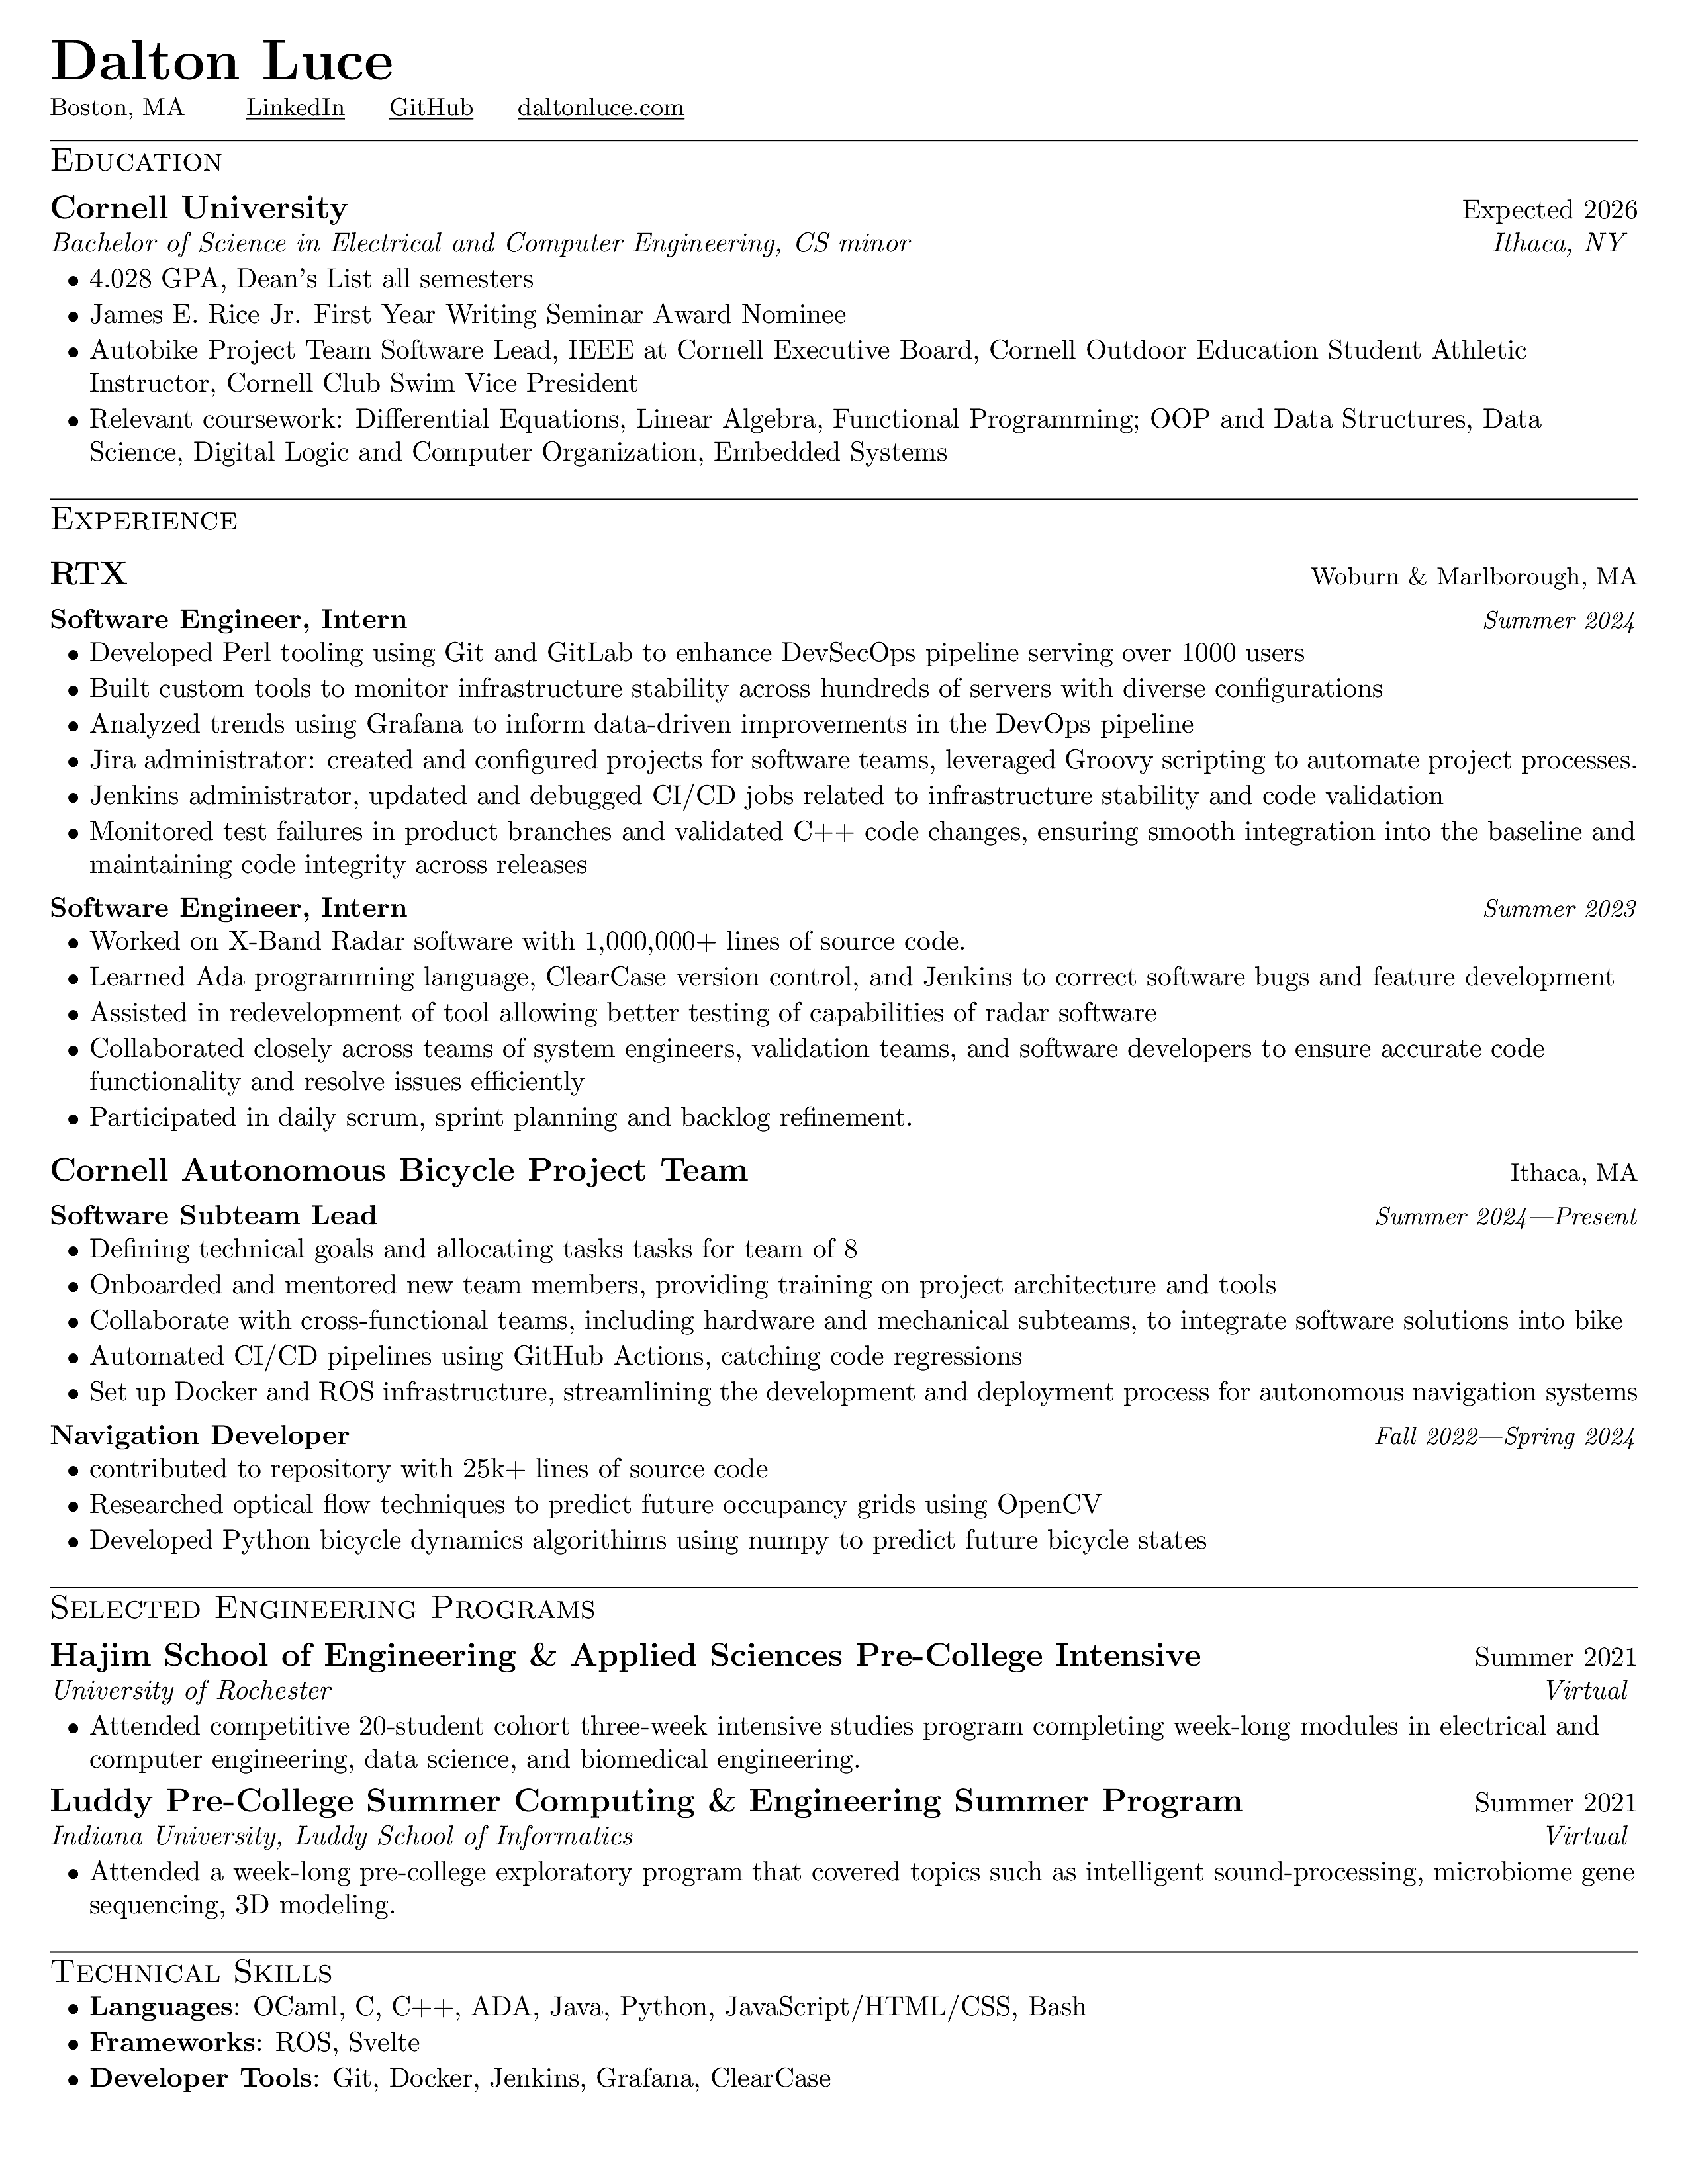 Dalton Luce
Boston, MA LinkedIn GitHub daltonluce.com
Education
Cornell University Expected 2026
Bachelor of Science in Electrical and Computer Engineering, CS minor Ithaca, NY
• 4.028 GPA, Dean's List all semesters
• James E. Rice Jr. First Year Writing Seminar Award Nominee
• Autobike Project Team Software Lead, IEEE at Cornell Executive Board, Cornell Outdoor Education Student Athletic
Instructor, Cornell Club Swim Vice President
• Relevant coursework: Differential Equations, Linear Algebra, Functional Programming; OOP and Data Structures, Data
Science, Digital Logic and Computer Organization, Embedded Systems
Experience
RTX Woburn & Marlborough, MA
Software Engineer, Intern Summer 2024
• Developed Perl tooling using Git and GitLab to enhance DevSecOps pipeline serving over 1000 users
• Built custom tools to monitor infrastructure stability across hundreds of servers with diverse configurations
• Analyzed trends using Grafana to inform data-driven improvements in the DevOps pipeline
• Jira administrator: created and configured projects for software teams, leveraged Groovy scripting to automate project processes.
• Jenkins administrator, updated and debugged CI/CD jobs related to infrastructure stability and code validation
• Monitored test failures in product branches and validated C++ code changes, ensuring smooth integration into the baseline and
maintaining code integrity across releases
Software Engineer, Intern Summer 2023
• Worked on X-Band Radar software with 1,000,000+ lines of source code.
• Learned Ada programming language, ClearCase version control, and Jenkins to correct software bugs and feature development
• Assisted in redevelopment of tool allowing better testing of capabilities of radar software
• Collaborated closely across teams of system engineers, validation teams, and software developers to ensure accurate code
functionality and resolve issues efficiently
• Participated in daily scrum, sprint planning and backlog refinement.
Cornell Autonomous Bicycle Project Team Ithaca, MA
Software Subteam Lead Summer 2024—Present
• Defining technical goals and allocating tasks tasks for team of 8
• Onboarded and mentored new team members, providing training on project architecture and tools
• Collaborate with cross-functional teams, including hardware and mechanical subteams, to integrate software solutions into bike
• Automated CI/CD pipelines using GitHub Actions, catching code regressions
• Set up Docker and ROS infrastructure, streamlining the development and deployment process for autonomous navigation systems
Navigation Developer Fall 2022—Spring 2024
• contributed to repository with 25k+ lines of source code
• Researched optical flow techniques to predict future occupancy grids using OpenCV
• Developed Python bicycle dynamics algorithims using numpy to predict future bicycle states
Selected Engineering Programs
Hajim School of Engineering & Applied Sciences Pre-College Intensive Summer 2021
University of Rochester Virtual
• Attended competitive 20-student cohort three-week intensive studies program completing week-long modules in electrical and
computer engineering, data science, and biomedical engineering.
Luddy Pre-College Summer Computing & Engineering Summer Program Summer 2021
Indiana University, Luddy School of Informatics Virtual
• Attended a week-long pre-college exploratory program that covered topics such as intelligent sound-processing, microbiome gene
sequencing, 3D modeling.
Technical Skills
• Languages: OCaml, C, C++, ADA, Java, Python, JavaScript/HTML/CSS, Bash
• Frameworks: ROS, Svelte
• Developer Tools: Git, Docker, Jenkins, Grafana, ClearCase